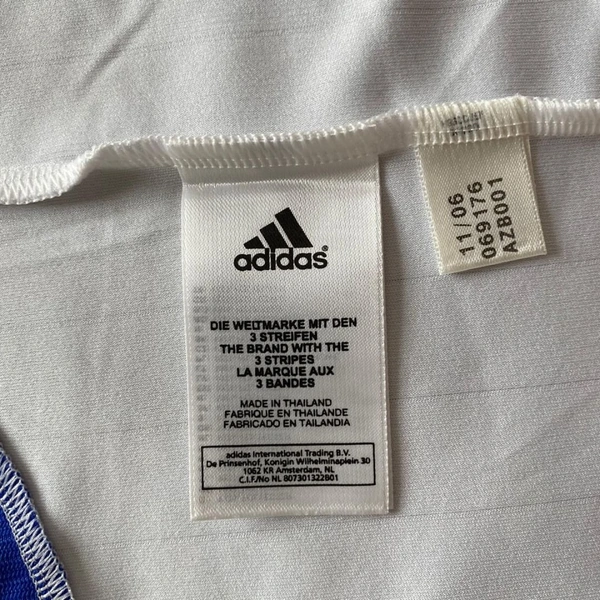 adidas®
DIE WELTMARKE MIT DEN
3 STREIFEN
THE BRAND WITH THE
3 STRIPES
LA MARQUE AUX
3 BANDES
MADE IN THAILAND
FABRIQUE EN THAILANDE
FABRICADO EN TAILANDIA
adidas International Trading B.V.
De Prinsenhof, Konigin Wilhelminaplein 30
1062 KR Amsterdam, NL
C.I.F/No NL 807301322B01
11/06
069176
AZB001